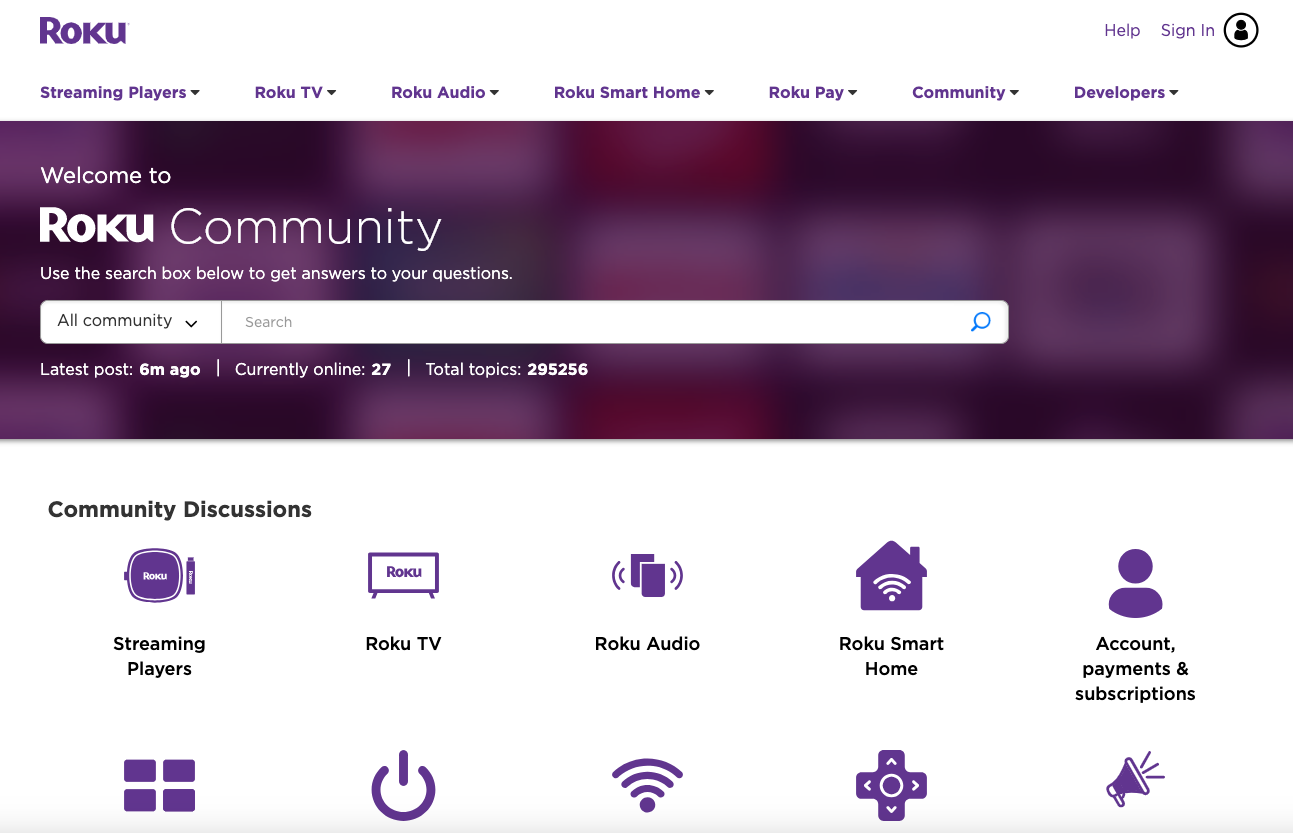 Roku
Help Sign In
Streaming Players Roku TV Roku Audio Roku Smart Home Roku Pay Community Developers
Welcome to
Roku Community
Use the search box below to get answers to your questions.
All community Search
Latest post: 6m ago | Currently online: 27 | Total topics: 295256
Community Discussions
Roku Roku
Roku
Streaming
Players
Roku TV
Roku Audio
Roku Smart
Home
Account,
payments &
subscriptions